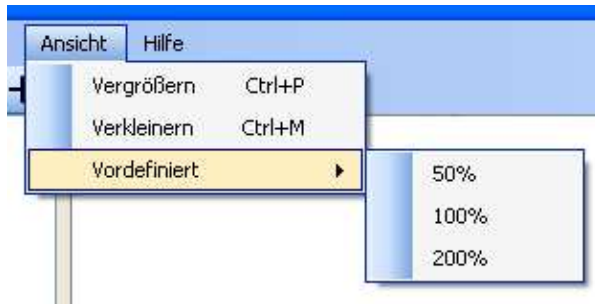 Ansicht Hilfe
Vergrößern Ctrl+P
Verkleinern Ctrl+M
Vordefiniert
50%
100%
200%